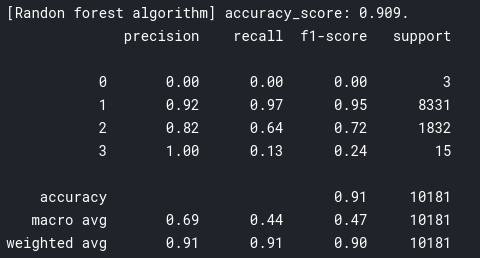 [Randon forest algorithm] accuracy_score: 0.909.
precision recall f1-score support
0 0.00 0.00 0.00 3
1 0.92 0.97 0.95 8331
2 0.82 0.64 0.72 1832
3 1.00 0.13 0.24 15
accuracy 0.91 10181
macro avg 0.69 0.44 0.47 10181
weighted avg 0.91 0.91 0.90 10181